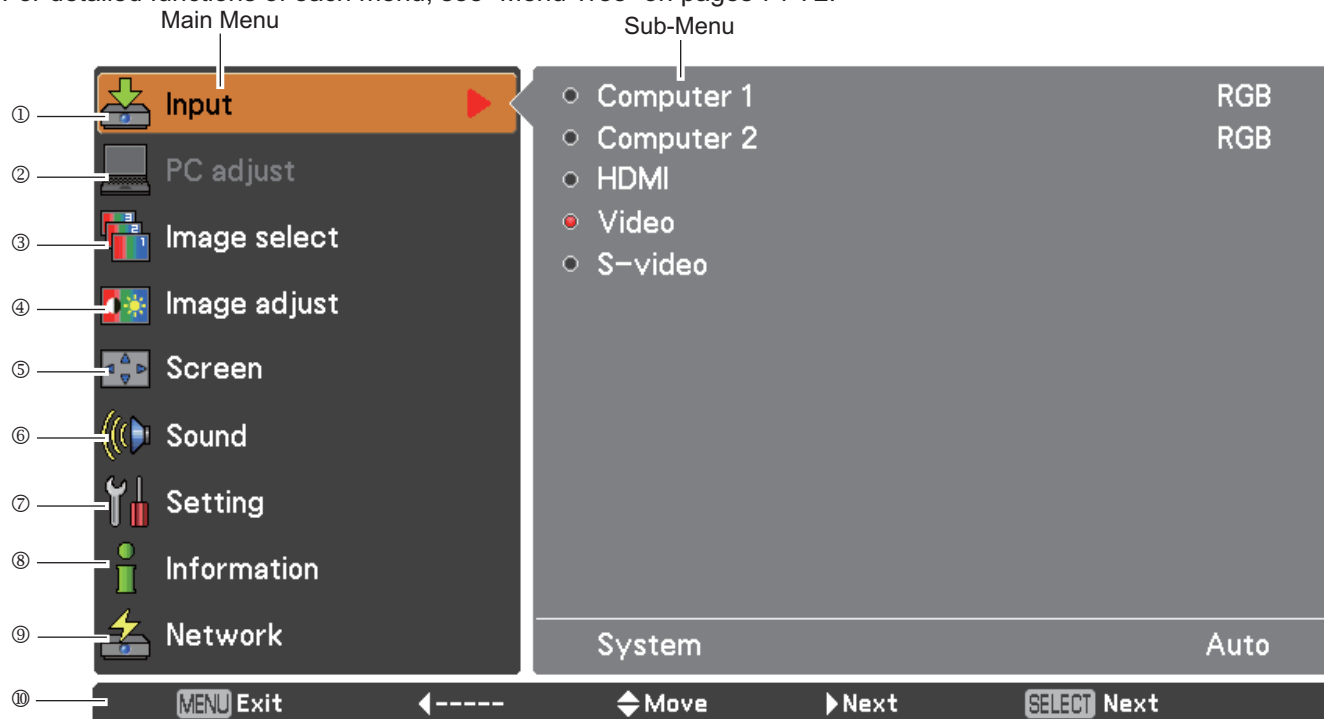 Main Menu
Sub-Menu
① Input
② PC adjust
③ Image select
④ Image adjust
⑤ Screen
⑥ Sound
⑦ Setting
⑧ Information
⑨ Network
Computer 1 RGB
Computer 2 RGB
HDMI
Video
S-video
System Auto
⑩ MENU Exit ◀----- Move ▶Next SELECT Next